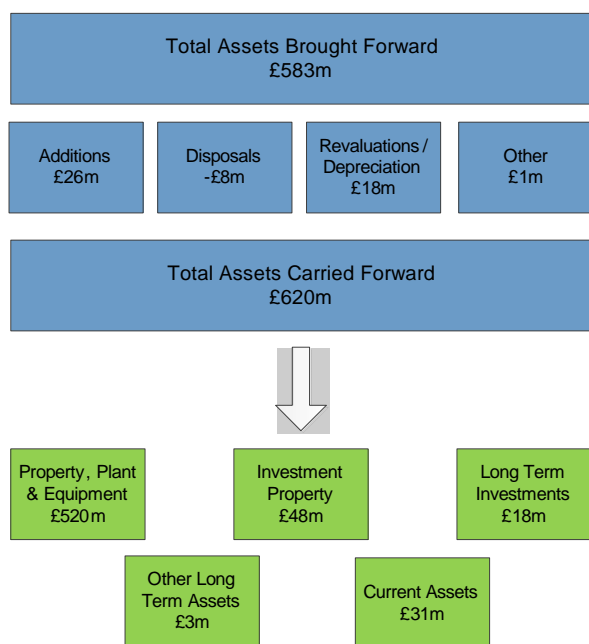 Total Assets Brought Forward
£583m
Additions
£26m
Disposals
-£8m
Revaluations /
Depreciation
£18m
Other
£1m
Total Assets Carried Forward
£620m
Property, Plant
& Equipment
£520m
Investment
Property
£48m
Long Term
Investments
£18m
Other Long
Term Assets
£3m
Current Assets
£31m